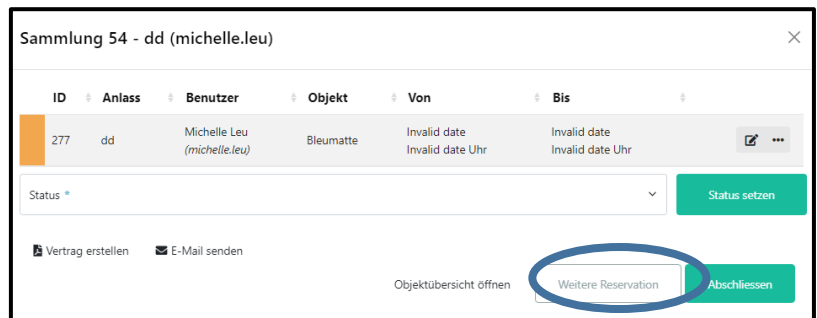 Sammlung 54 - dd (michelle.leu)
ID Anlass Benutzer Objekt Von Bis
277 dd Michelle Leu Bleumatte Invalid date Invalid date
(michelle.leu) Invalid date Uhr Invalid date Uhr
Status * Status setzen
Vertrag erstellen E-Mail senden
Objektübersicht öffnen Weitere Reservation Abschliessen